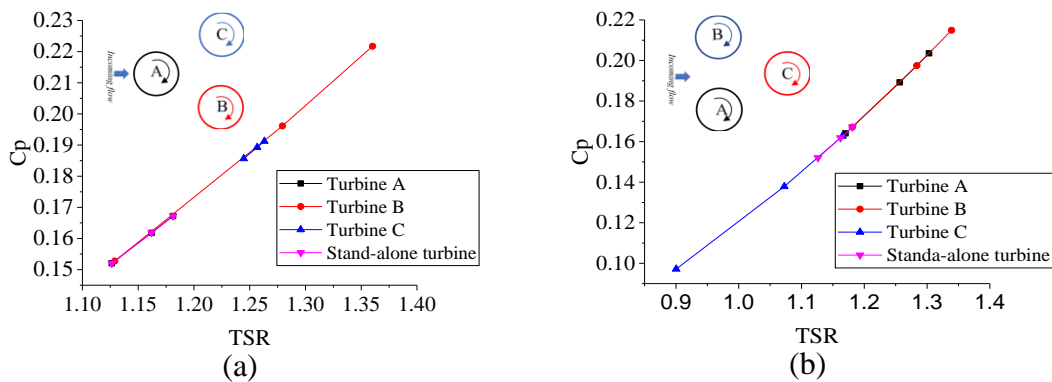 0.23
0.22
0.21
0.20
0.19
0.18
0.17
0.16
0.15
Cp
1.10 1.15 1.20 1.25 1.30 1.35 1.40
TSR
Incoming flow
A
C
B
Turbine A
Turbine B
Turbine C
Stand-alone turbine
(a)
0.22
0.20
0.18
0.16
0.14
0.12
0.10
Cp
0.9 1.0 1.1 1.2 1.3 1.4
TSR
Incoming flow
B
C
A
Turbine A
Turbine B
Turbine C
Standa-alone turbine
(b)